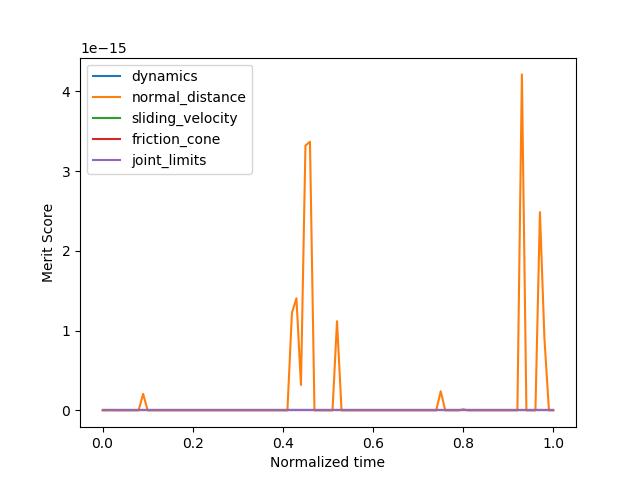 1e−15
dynamics
normal_distance
sliding_velocity
friction_cone
joint_limits
4
3
2
1
0
Merit Score
0.0 0.2 0.4 0.6 0.8 1.0
Normalized time